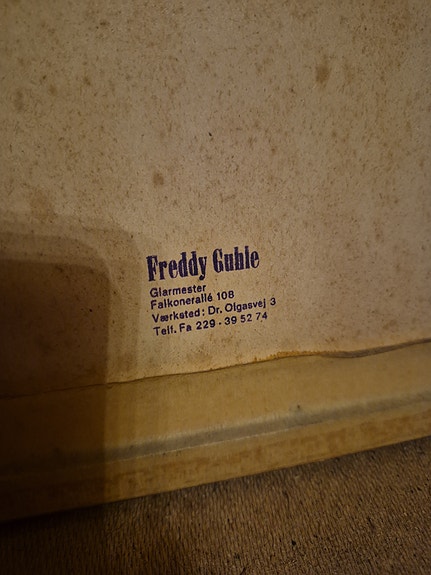 Freddy Guhle
Glarmester
Falkonerallé 108
Værksted: Dr. Olgasvej 3
Telf. Fa 229 - 39 52 74